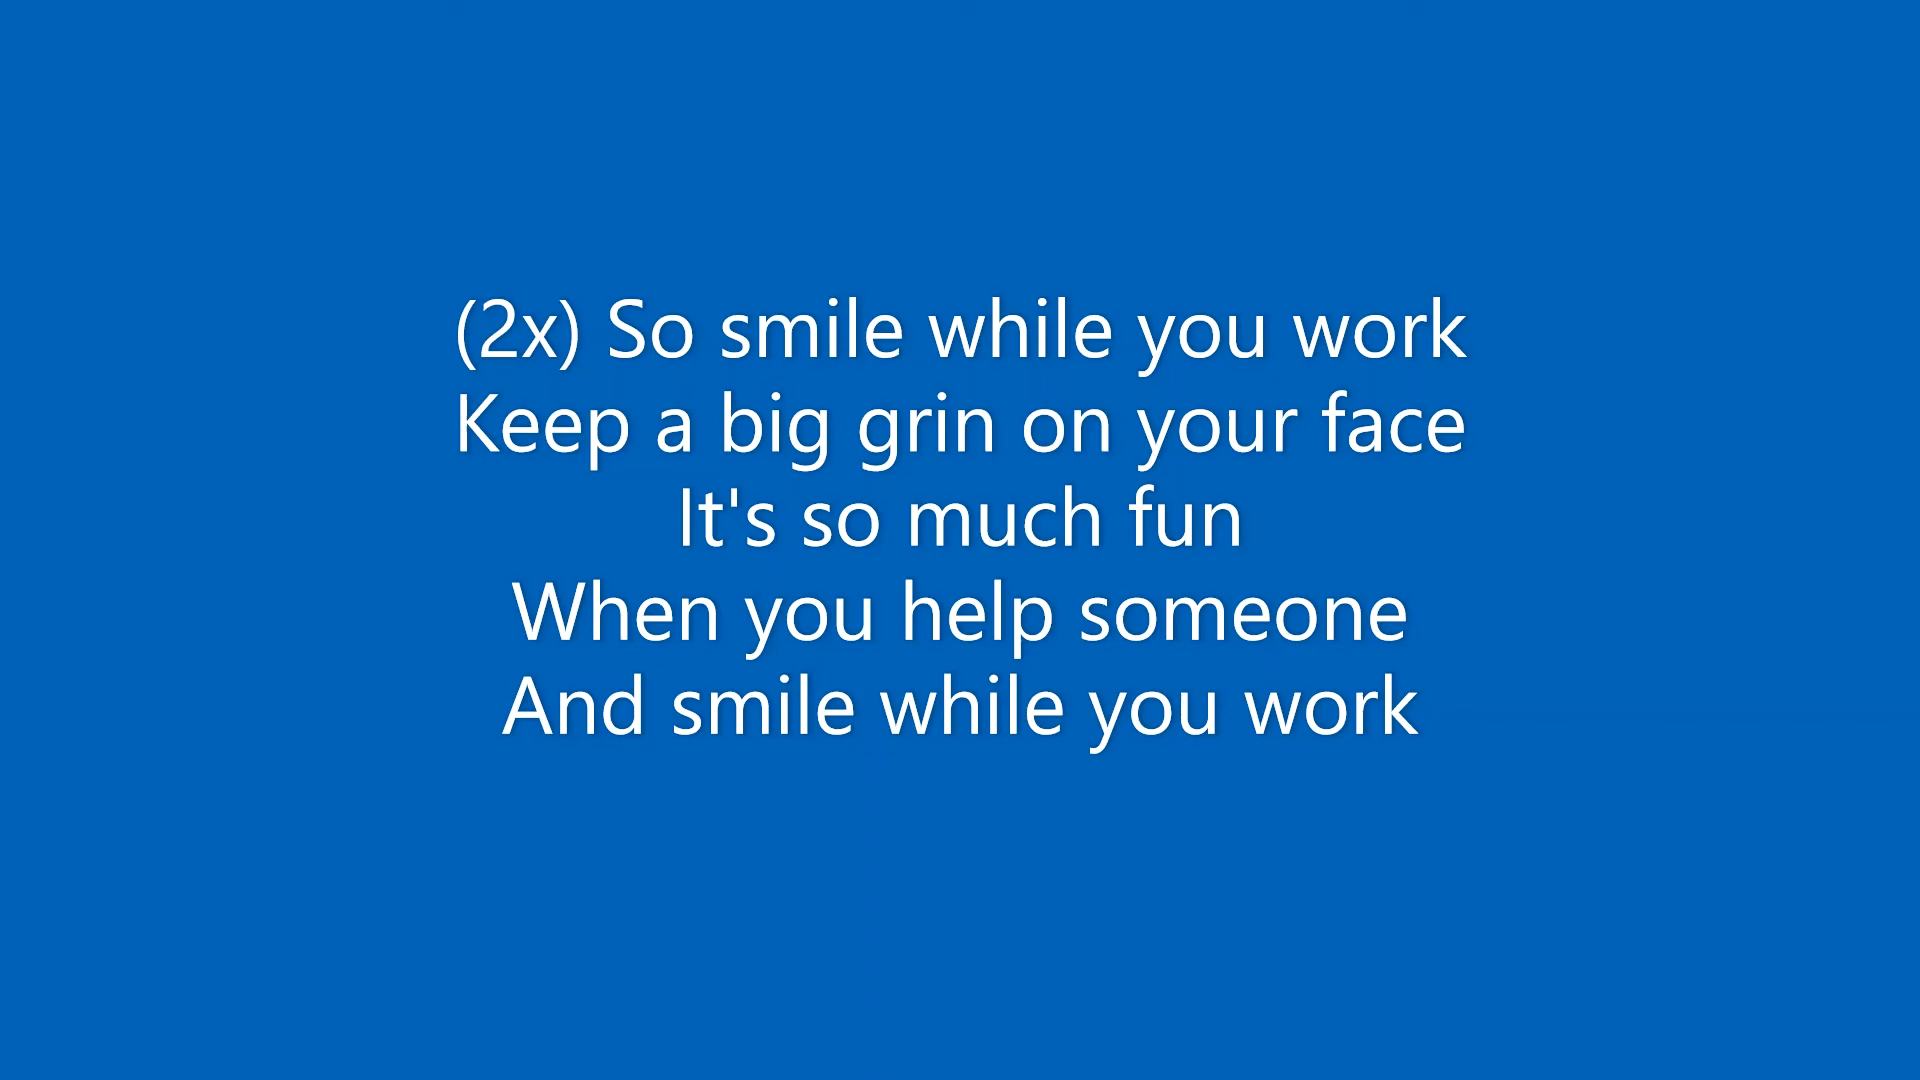 (2x) So smile while you work
Keep a big grin on your face
It's so much fun
When you help someone
And smile while you work